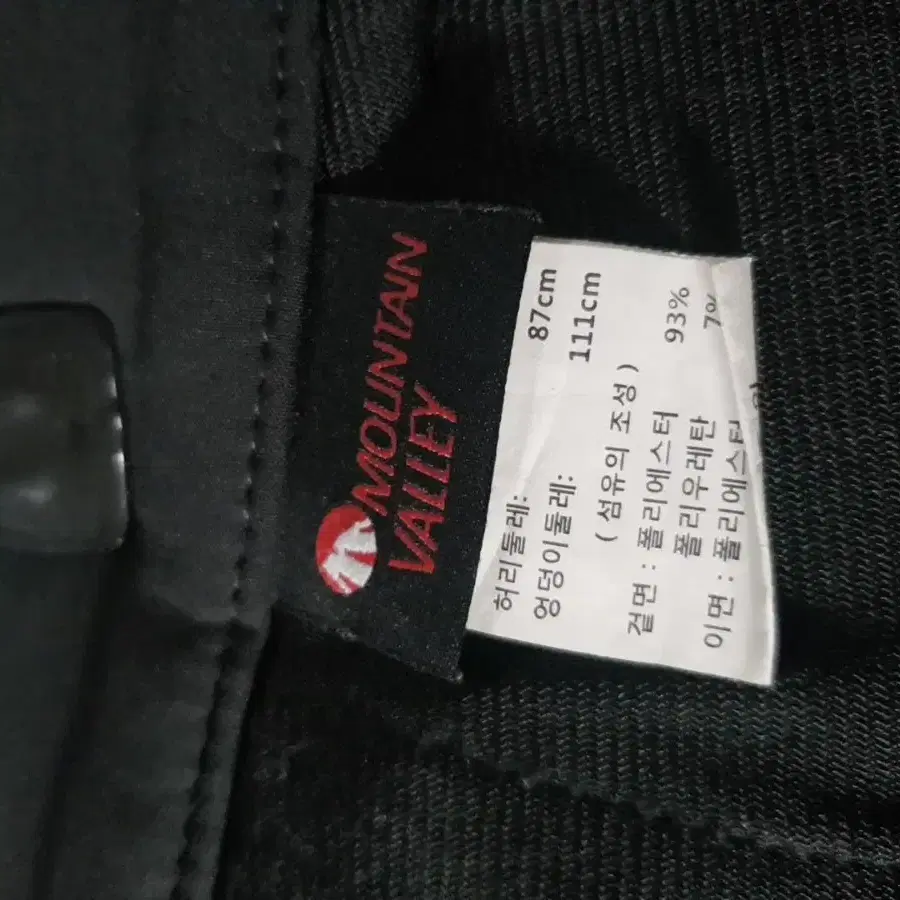 MOUNTAIN
VALLEY
허리둘레: 87cm
엉덩이둘레: 111cm
( 섬유의 조성 )
겉면 : 폴리에스터 93%
폴리우레탄 7%
이면 : 폴리에스터